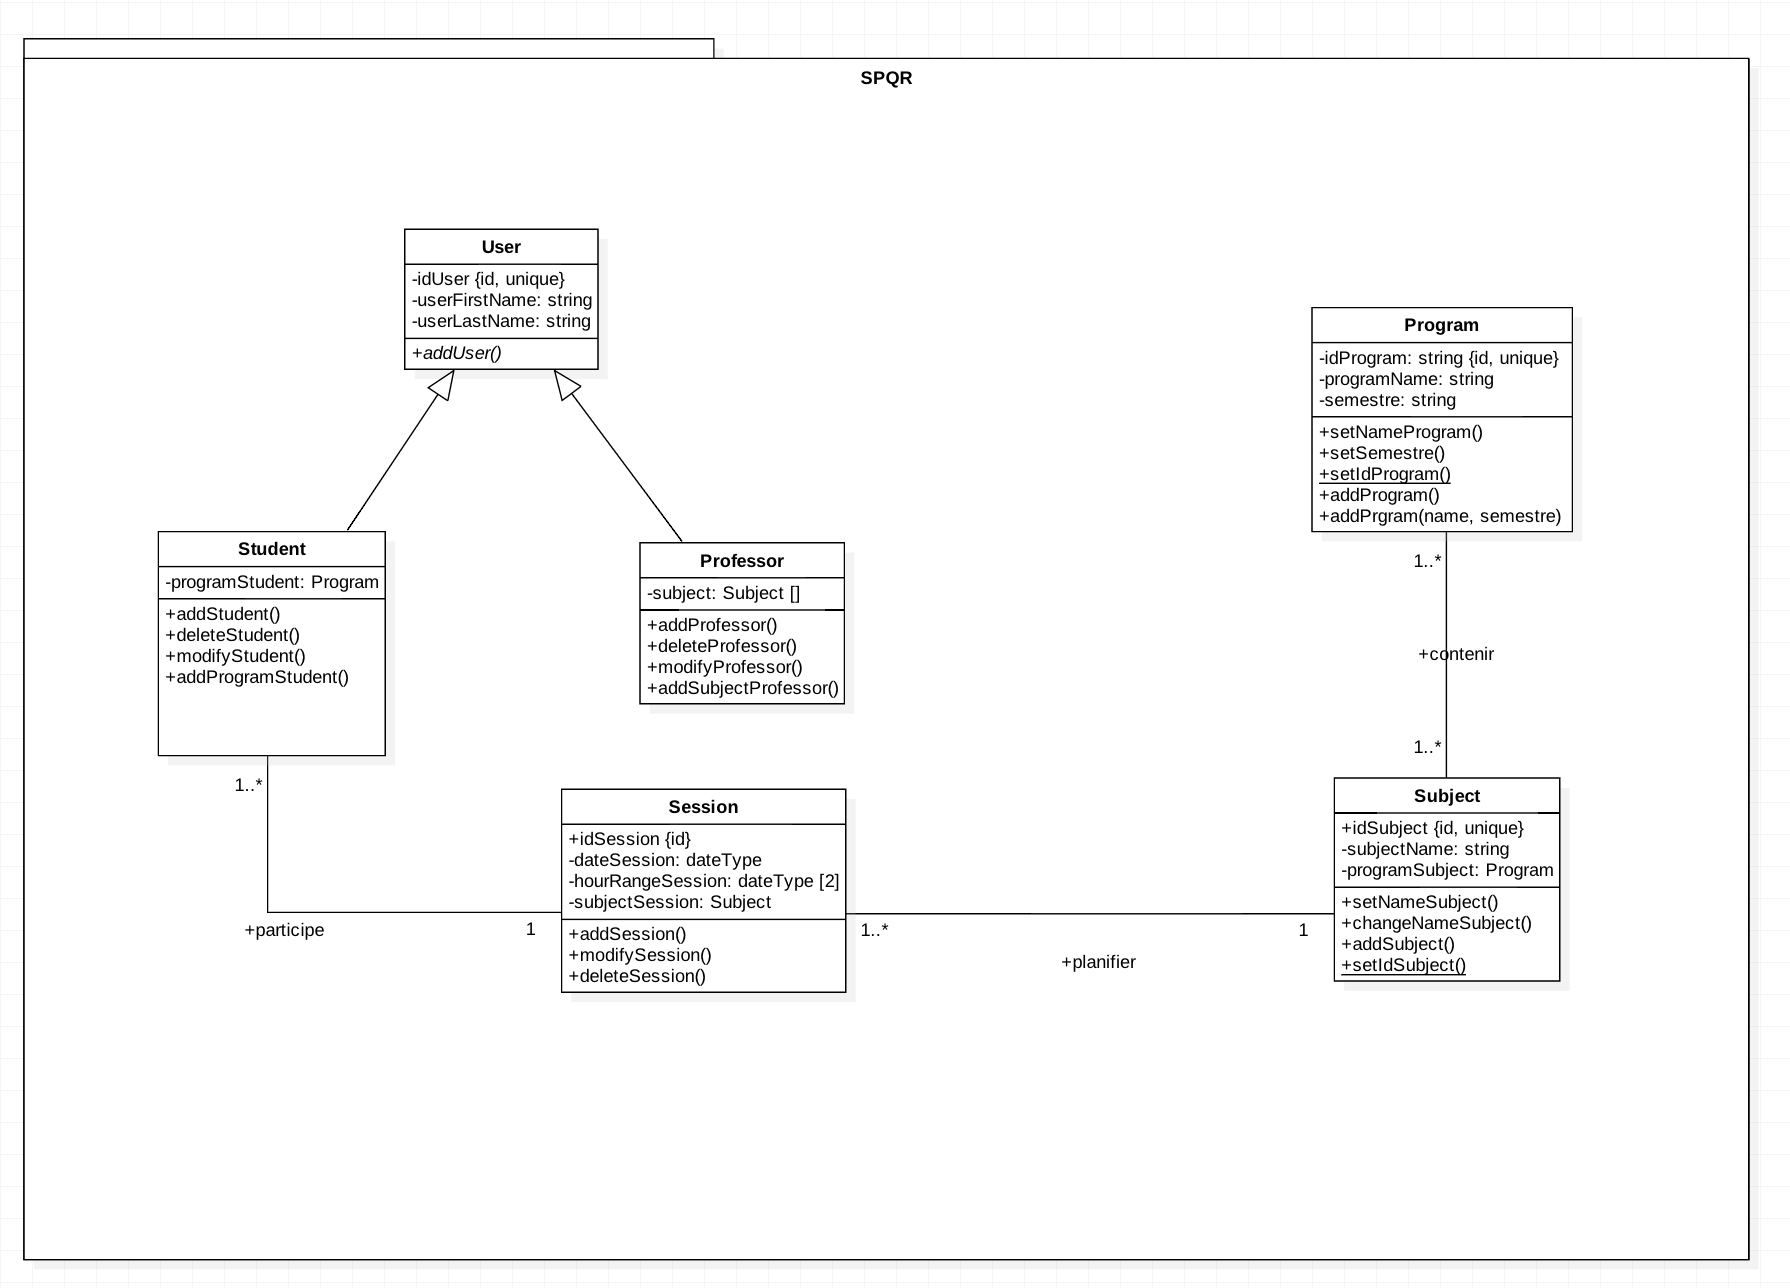 SPQR
User
-idUser {id, unique}
-userFirstName: string
-userLastName: string
+addUser()
Program
-idProgram: string {id, unique}
-programName: string
-semestre: string
+setNameProgram()
+setSemestre()
+setIdProgram()
+addProgram()
+addPrgram(name, semestre)
Student
-programStudent: Program
+addStudent()
+deleteStudent()
+modifyStudent()
+addProgramStudent()
Professor
-subject: Subject []
+addProfessor()
+deleteProfessor()
+modifyProfessor()
+addSubjectProfessor()
1..*
+contenir
1..*
1..*
+participe
1
Session
+idSession {id}
-dateSession: dateType
-hourRangeSession: dateType [2]
-subjectSession: Subject
+addSession()
+modifySession()
+deleteSession()
1..*
+planifier
1
Subject
+idSubject {id, unique}
-subjectName: string
-programSubject: Program
+setNameSubject()
+changeNameSubject()
+addSubject()
+setIdSubject()